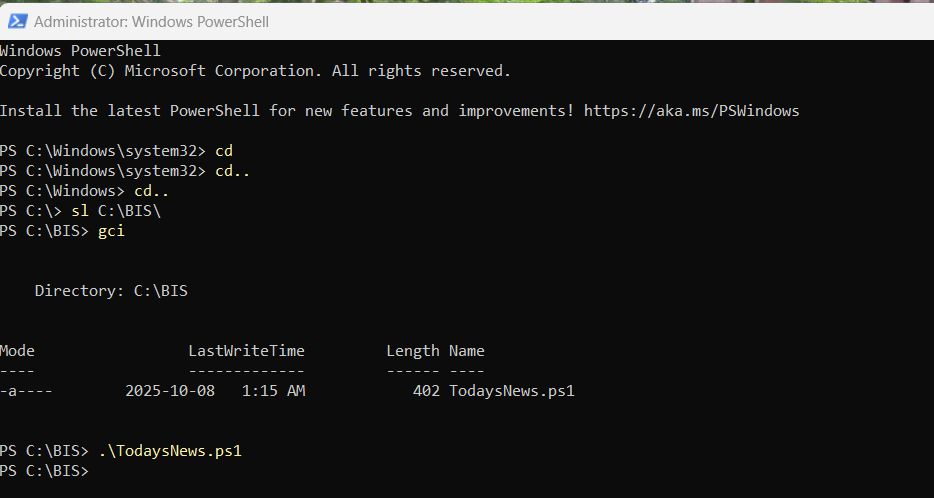 Administrator: Windows PowerShell
Windows PowerShell
Copyright (C) Microsoft Corporation. All rights reserved.
Install the latest PowerShell for new features and improvements! https://aka.ms/PSWindows
PS C:\Windows\system32> cd
PS C:\Windows\system32> cd..
PS C:\Windows> cd..
PS C:\> sl C:\BIS\
PS C:\BIS> gci
    Directory: C:\BIS
Mode                 LastWriteTime         Length Name
----                 -------------         ------ ----
-a----        2025-10-08   1:15 AM            402 TodaysNews.ps1
PS C:\BIS> .\TodaysNews.ps1
PS C:\BIS>